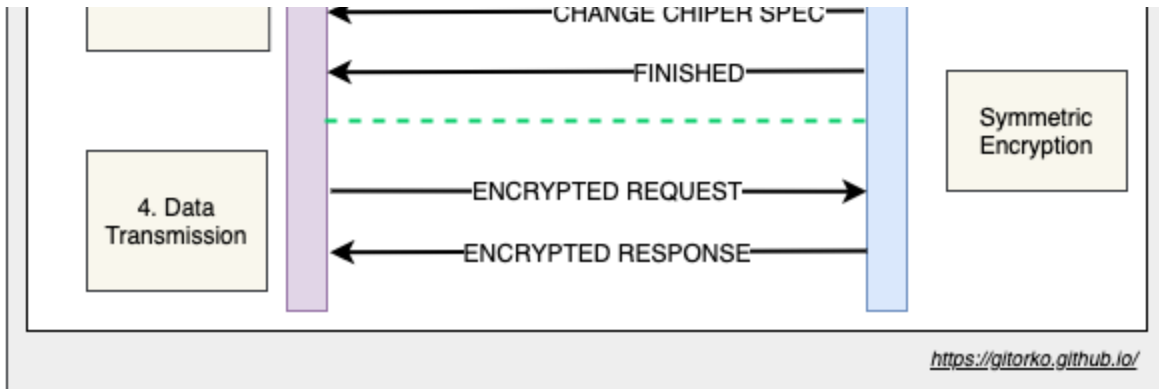 CHANGE CHIPER SPEC
FINISHED
Symmetric
Encryption
ENCRYPTED REQUEST
4. Data
Transmission
ENCRYPTED RESPONSE
https://gitorko.github.io/